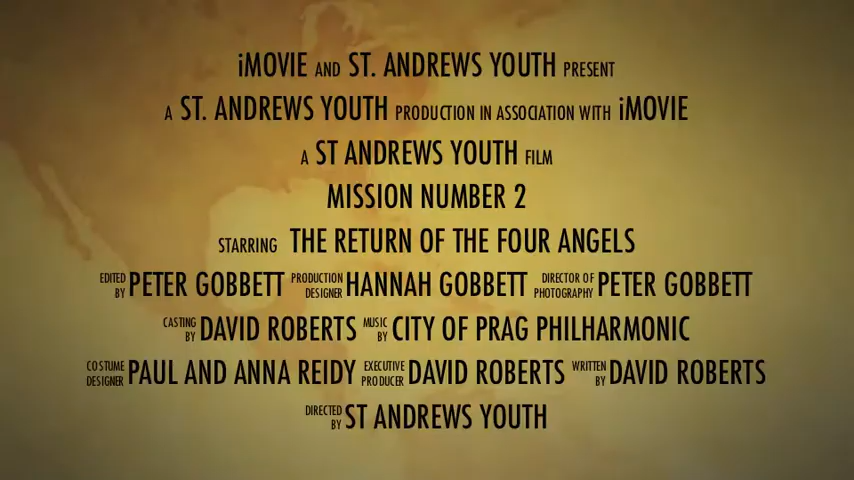 iMOVIE AND ST. ANDREWS YOUTH PRESENT
A ST. ANDREWS YOUTH PRODUCTION IN ASSOCIATION WITH iMOVIE
A ST ANDREWS YOUTH FILM
MISSION NUMBER 2
STARRING THE RETURN OF THE FOUR ANGELS
EDITED BY PETER GOBBETT PRODUCTION DESIGNER HANNAH GOBBETT DIRECTOR OF PHOTOGRAPHY PETER GOBBETT
CASTING BY DAVID ROBERTS MUSIC BY CITY OF PRAG PHILHARMONIC
COSTUME DESIGNER PAUL AND ANNA REIDY EXECUTIVE PRODUCER DAVID ROBERTS WRITTEN BY DAVID ROBERTS
DIRECTED BY ST ANDREWS YOUTH